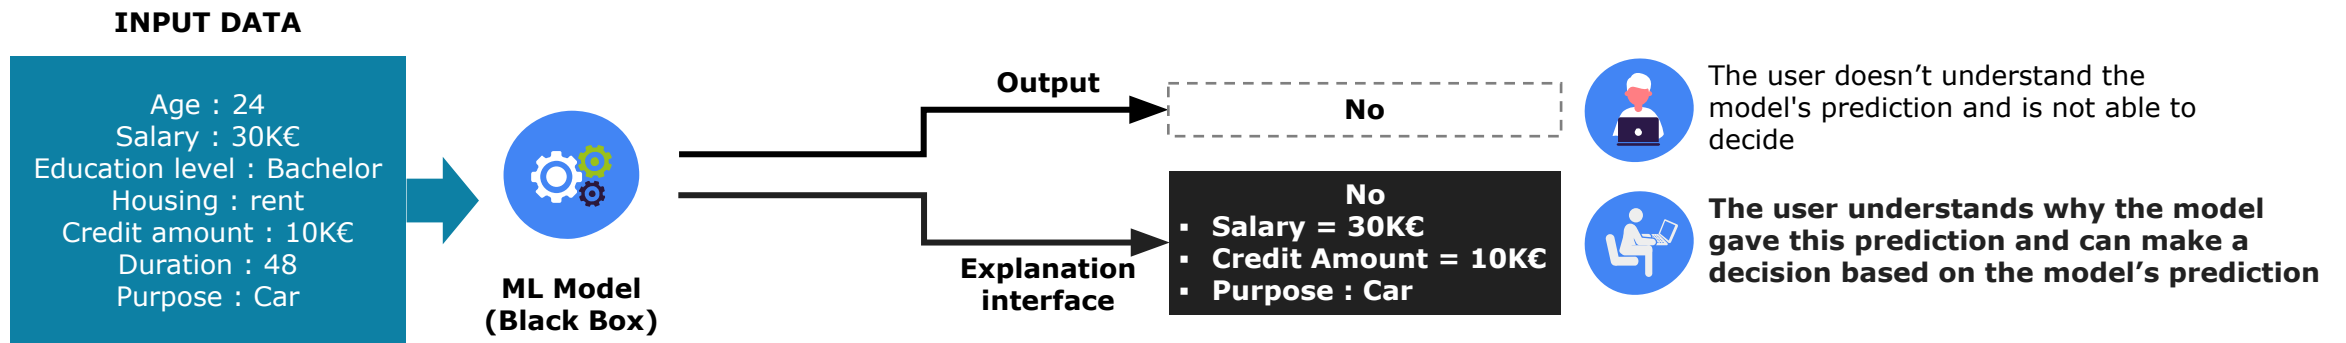 INPUT DATA
Age : 24
Salary : 30K€
Education level : Bachelor
Housing : rent
Credit amount : 10K€
Duration : 48
Purpose : Car
ML Model
(Black Box)
Output
No
The user doesn’t understand the
model's prediction and is not able to
decide
Explanation
interface
No
▪ Salary = 30K€
▪ Credit Amount = 10K€
▪ Purpose : Car
The user understands why the model
gave this prediction and can make a
decision based on the model’s prediction